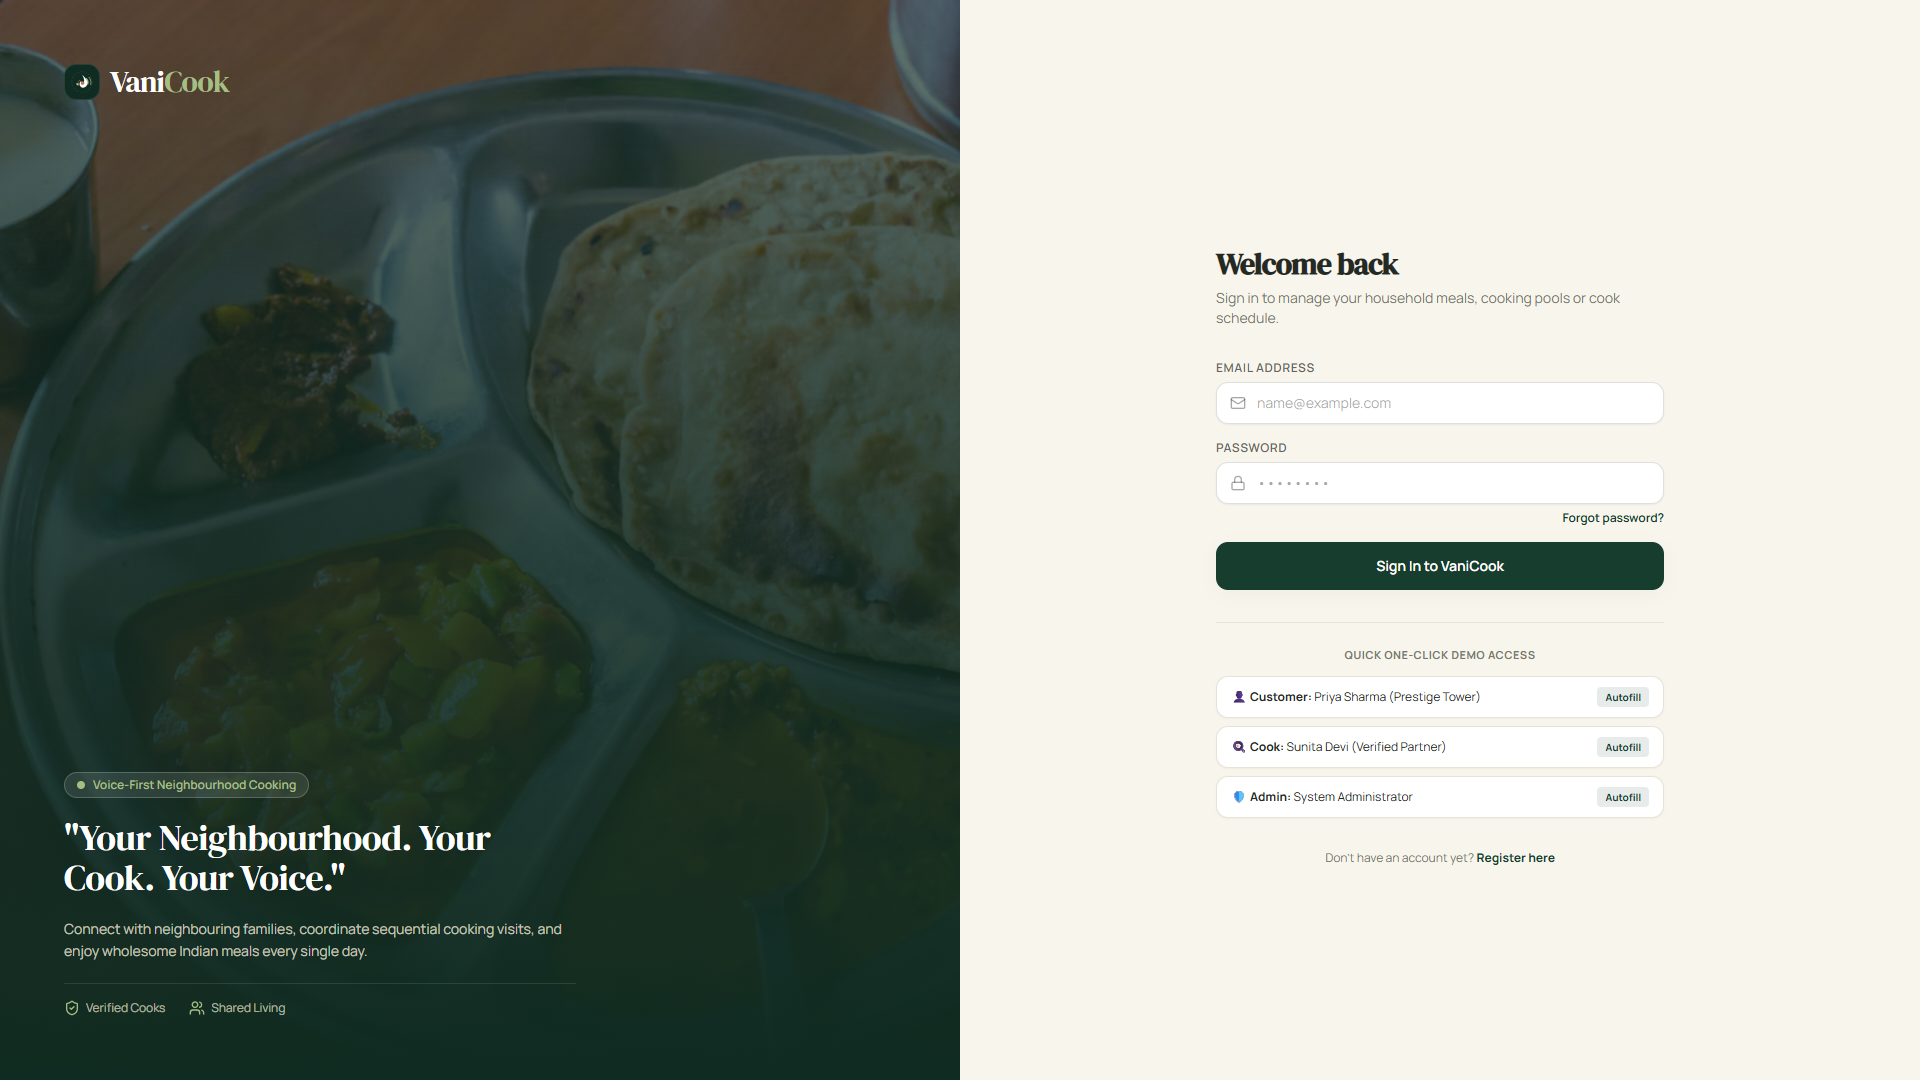 VaniCook
Voice-First Neighbourhood Cooking
"Your Neighbourhood. Your
Cook. Your Voice."
Connect with neighbouring families, coordinate sequential cooking visits, and
enjoy wholesome Indian meals every single day.
Verified Cooks
Shared Living
Welcome back
Sign in to manage your household meals, cooking pools or cook
schedule.
EMAIL ADDRESS
name@example.com
PASSWORD
••••••••
Forgot password?
Sign In to VaniCook
QUICK ONE-CLICK DEMO ACCESS
Customer: Priya Sharma (Prestige Tower) Autofill
Cook: Sunita Devi (Verified Partner) Autofill
Admin: System Administrator Autofill
Don't have an account yet? Register here